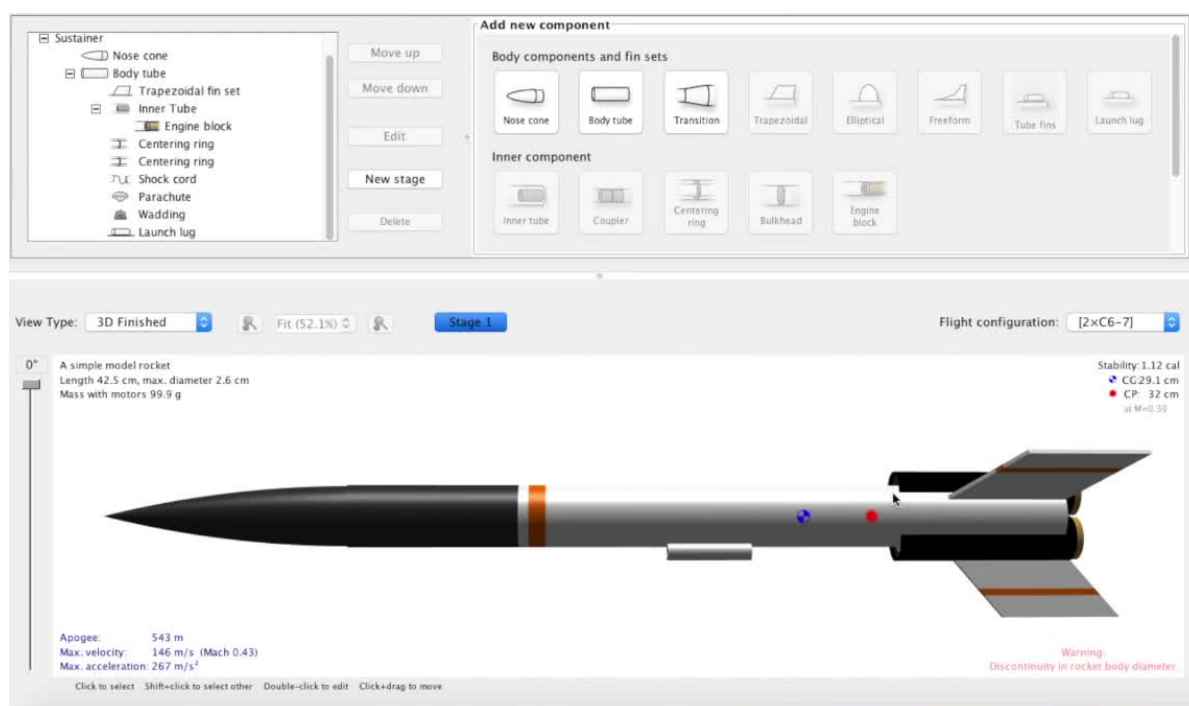 Sustainer
Nose cone
Body tube
Trapezoidal fin set
Inner Tube
Engine block
Centering ring
Centering ring
Shock cord
Parachute
Wadding
Launch lug
Move up
Move down
Edit
New stage
Delete
Add new component
Body components and fin sets
Nose cone
Body tube
Transition
Trapezoidal
Elliptical
Freeform
Tube fins
Launch lug
Inner component
Inner tube
Coupler
Centering ring
Bulkhead
Engine block
View Type: 3D Finished
Fit (52.1%)
Stage 1
Flight configuration: [2×C6-7]
0°
A simple model rocket
Length 42.5 cm, max. diameter 2.6 cm
Mass with motors 99.9 g
Stability:1.12 cal
CG:29.1 cm
CP: 32 cm
at M=0.30
Apogee: 543 m
Max. velocity: 146 m/s (Mach 0.43)
Max. acceleration: 267 m/s²
Warning:
Discontinuity in rocket body diameter.
Click to select Shift+click to select other Double-click to edit Click+drag to move